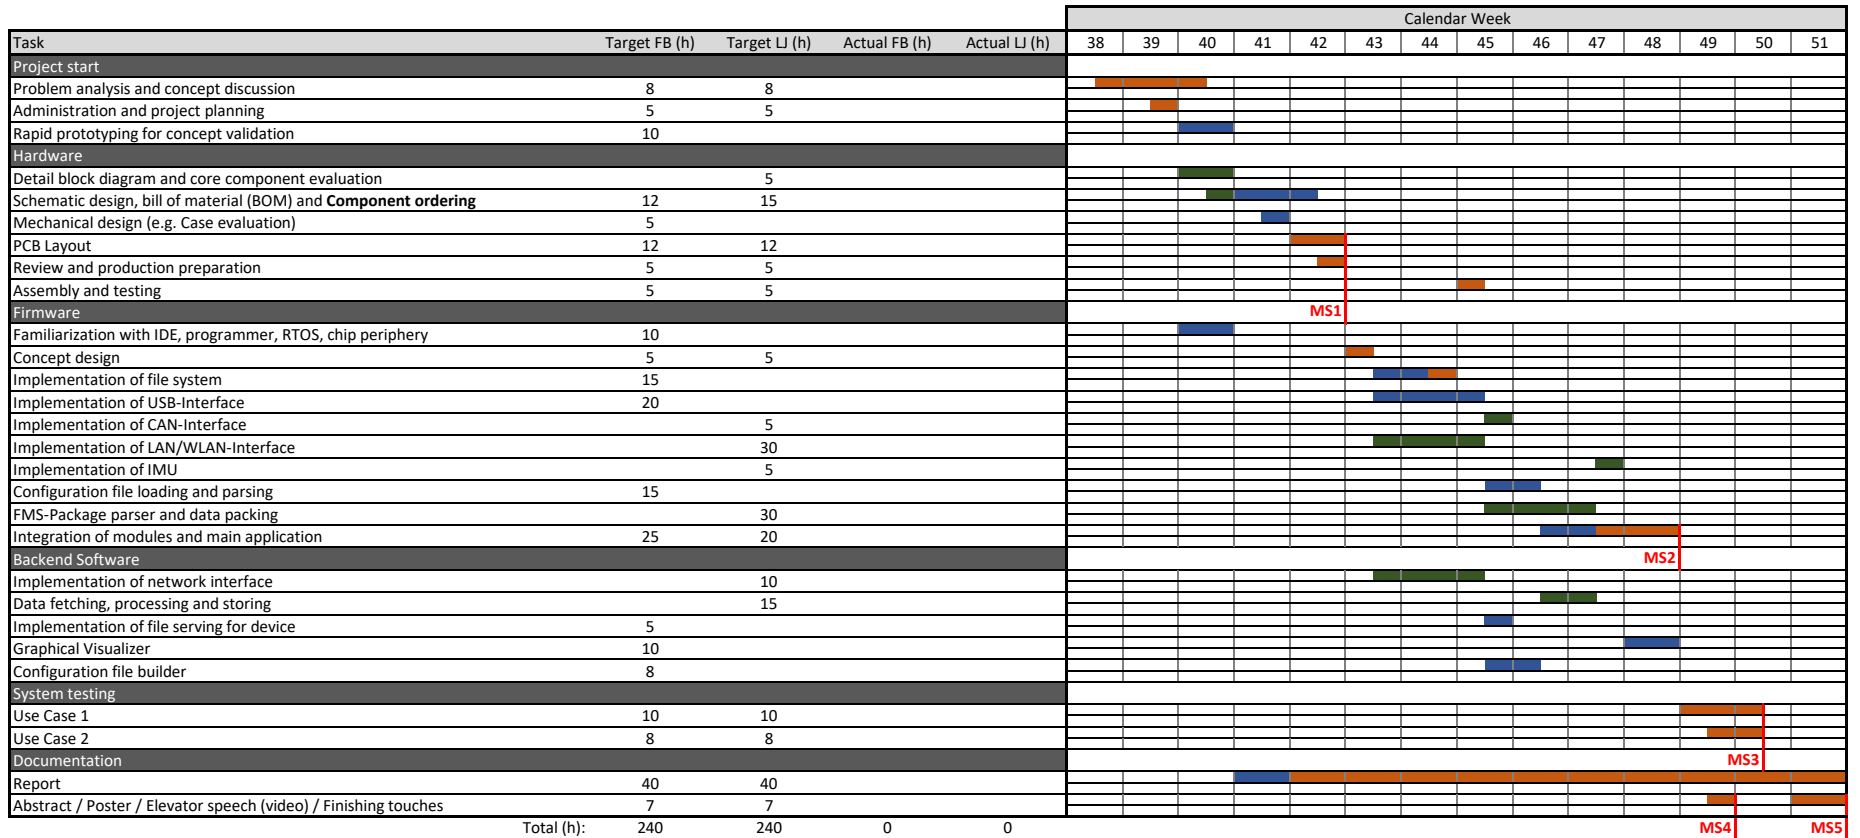 Calendar Week
Task Target FB (h) Target LJ (h) Actual FB (h) Actual LJ (h) 38 39 40 41 42 43 44 45 46 47 48 49 50 51
Project start
Problem analysis and concept discussion 8 8
Administration and project planning 5 5
Rapid prototyping for concept validation 10
Hardware
Detail block diagram and core component evaluation 5
Schematic design, bill of material (BOM) and Component ordering 12 15
Mechanical design (e.g. Case evaluation) 5
PCB Layout 12 12
Review and production preparation 5 5
Assembly and testing 5 5
Firmware MS1
Familiarization with IDE, programmer, RTOS, chip periphery 10
Concept design 5 5
Implementation of file system 15
Implementation of USB-Interface 20
Implementation of CAN-Interface 5
Implementation of LAN/WLAN-Interface 30
Implementation of IMU 5
Configuration file loading and parsing 15
FMS-Package parser and data packing 30
Integration of modules and main application 25 20
Backend Software MS2
Implementation of network interface 10
Data fetching, processing and storing 15
Implementation of file serving for device 5
Graphical Visualizer 10
Configuration file builder 8
System testing
Use Case 1 10 10
Use Case 2 8 8
Documentation MS3
Report 40 40
Abstract / Poster / Elevator speech (video) / Finishing touches 7 7
Total (h): 240 240 0 0 MS4 MS5